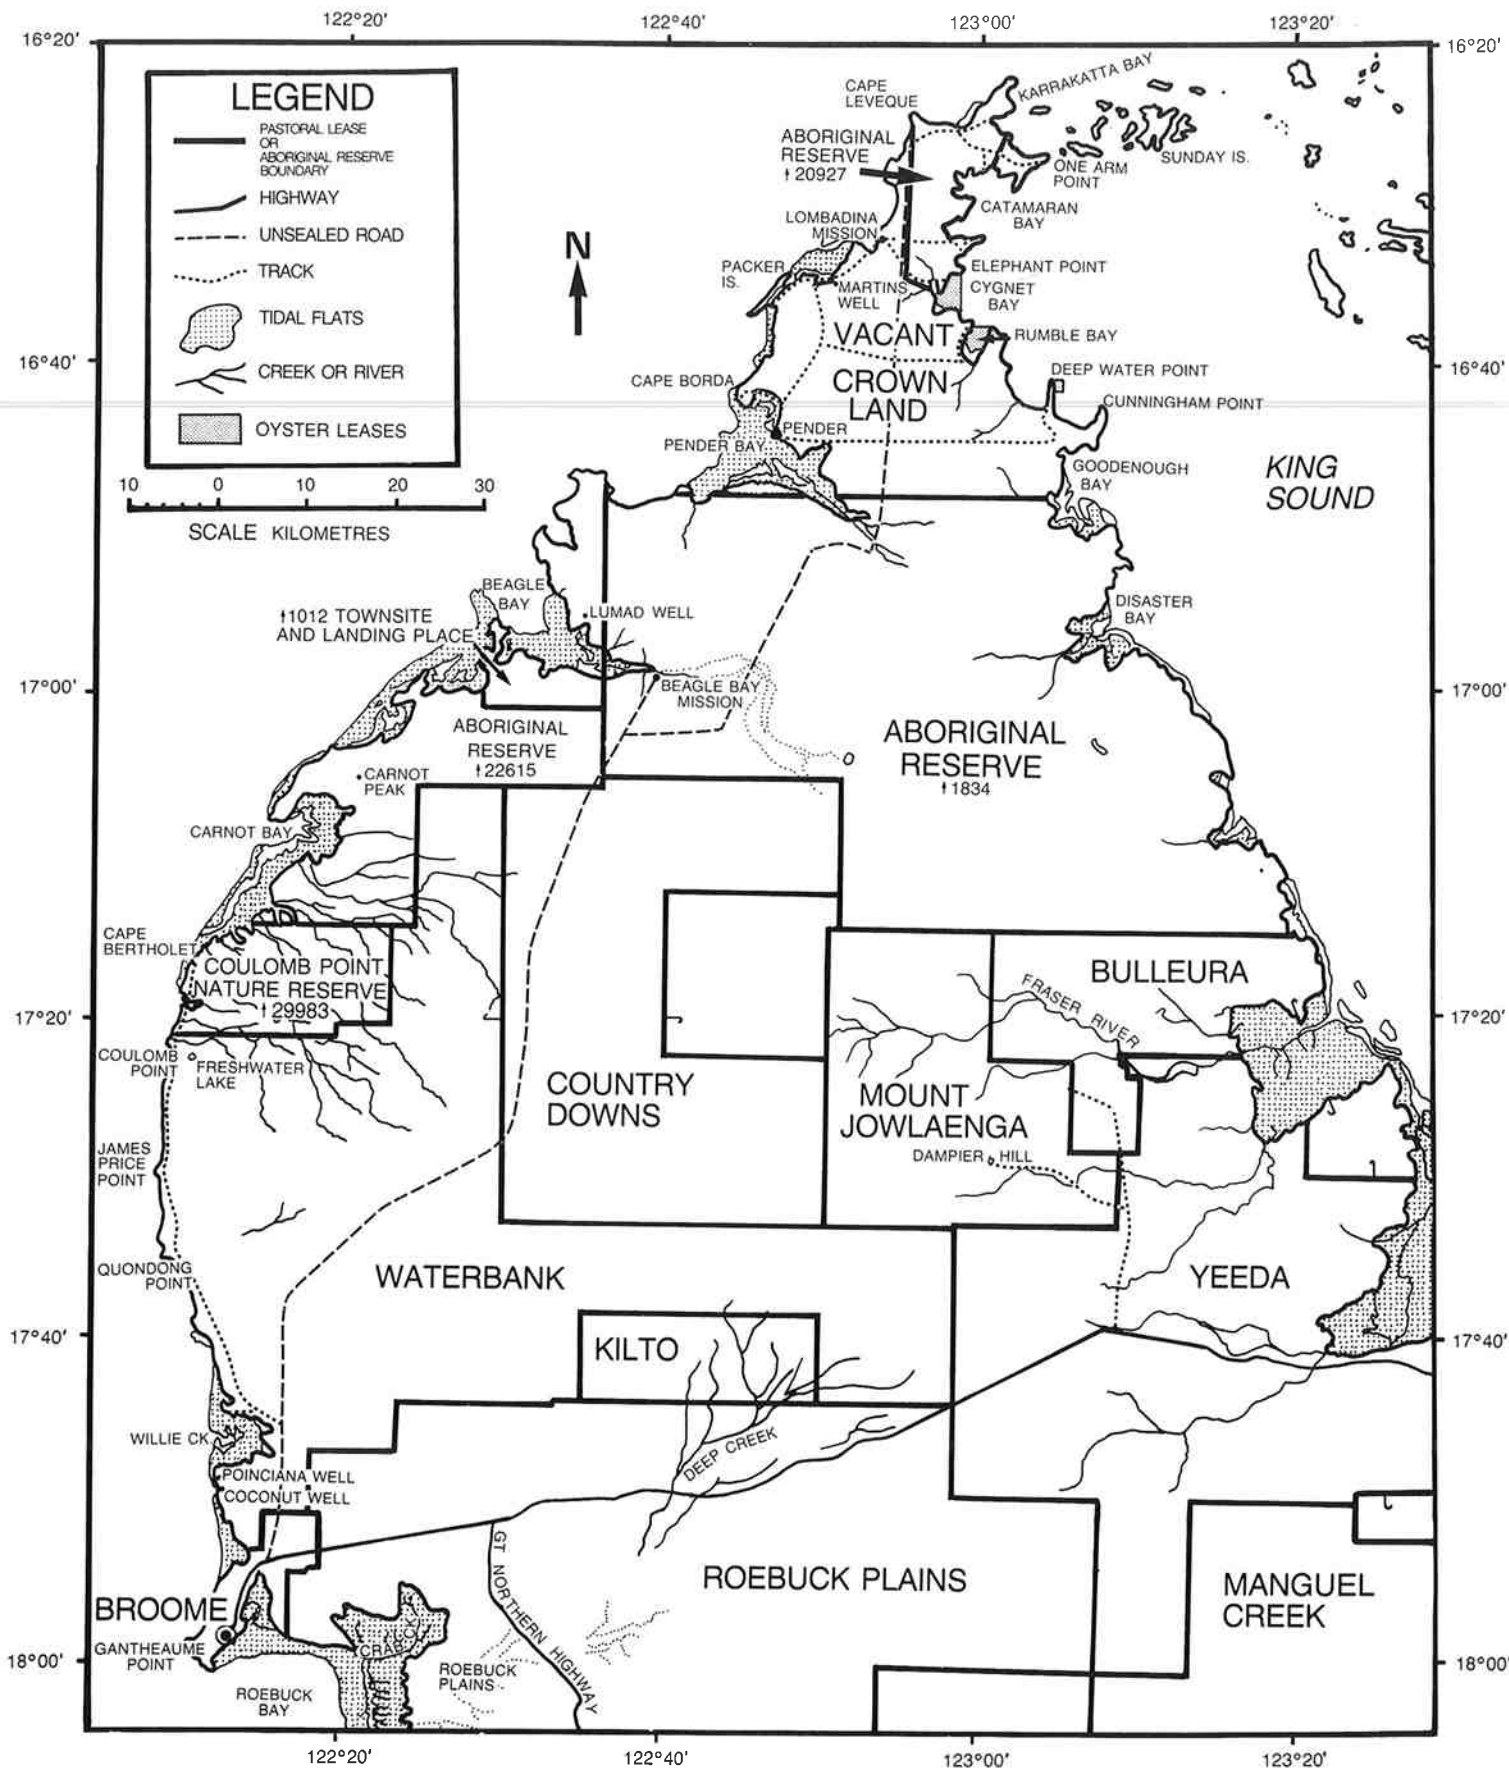 122°20'
122°40'
123°00'
123°20'
16°20'
16°20'
LEGEND
PASTORAL LEASE
OR
ABORIGINAL RESERVE
BOUNDARY
HIGHWAY
UNSEALED ROAD
TRACK
TIDAL FLATS
CREEK OR RIVER
OYSTER LEASES
10 0 10 20 30
SCALE KILOMETRES
N
CAPE
LEVEQUE
KARRAKATTA BAY
ABORIGINAL
RESERVE
†20927
SUNDAY IS.
ONE ARM
POINT
CATAMARAN
BAY
LOMBADINA
MISSION
PACKER
IS.
MARTINS
WELL
ELEPHANT POINT
CYGNET
BAY
VACANT
CROWN
LAND
RUMBLE BAY
16°40'
16°40'
CAPE BORDA
DEEP WATER POINT
CUNNINGHAM POINT
PENDER
PENDER BAY
GOODENOUGH
BAY
KING
SOUND
BEAGLE
BAY
LUMAD WELL
†1012 TOWNSITE
AND LANDING PLACE
DISASTER
BAY
17°00'
17°00'
BEAGLE BAY
MISSION
ABORIGINAL
RESERVE
†22615
ABORIGINAL
RESERVE
†1834
CARNOT
PEAK
CARNOT BAY
CAPE
BERTHOLET
COULOMB POINT
NATURE RESERVE
†29983
BULLEURA
FRASER RIVER
17°20'
17°20'
COULOMB
POINT
FRESHWATER
LAKE
COUNTRY
DOWNS
MOUNT
JOWLAENGA
DAMPIER HILL
JAMES
PRICE
POINT
QUONDONG
POINT
WATERBANK
YEEDA
17°40'
17°40'
KILTO
WILLIE CK
DEEP CREEK
POINCIANA WELL
COCONUT WELL
GT NORTHERN HIGHWAY
ROEBUCK PLAINS
MANGUEL
CREEK
BROOME
GANTHEAUME
POINT
CRAB CK
18°00'
18°00'
ROEBUCK
PLAINS
ROEBUCK
BAY
122°20'
122°40'
123°00'
123°20'